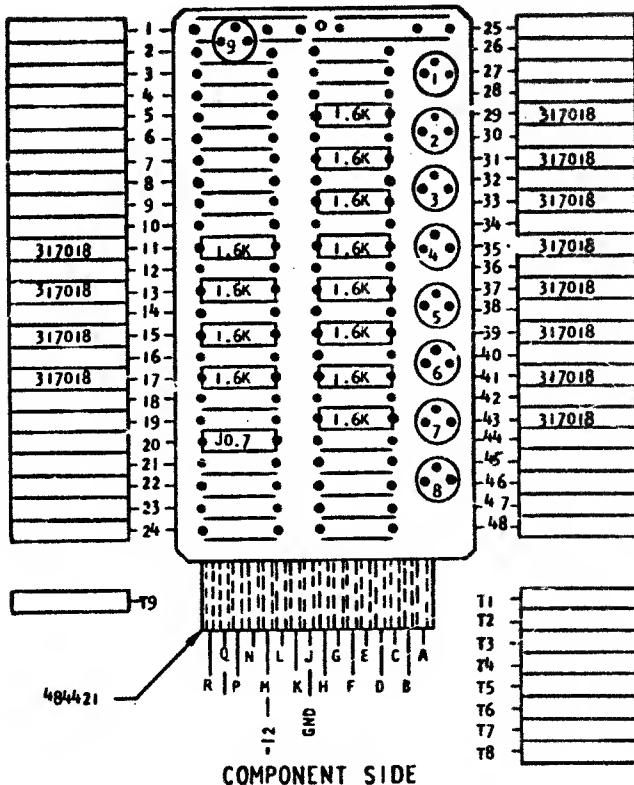 1 25
2 9 26
3 1 27
4 28
5 1.6K 29 317018
6 2 30
7 1.6K 31 317018
8 32
9 1.6K 3 33 317018
10 34
317018 11 1.6K 1.6K 4 35 317018
12 36
317018 13 1.6K 1.6K 37 317018
14 5 38
317018 15 1.6K 1.6K 39 317018
16 6 40
317018 17 1.6K 1.6K 41 317018
18 42
19 1.6K 7 43 317018
20 J0.7 44
21 45
22 8 46
23 47
24 48
T9
T1
T2
T3
T4
T5
T6
T7
T8
Q N L J G E C A
R P M K H F D B
484421
-12 GND
COMPONENT SIDE